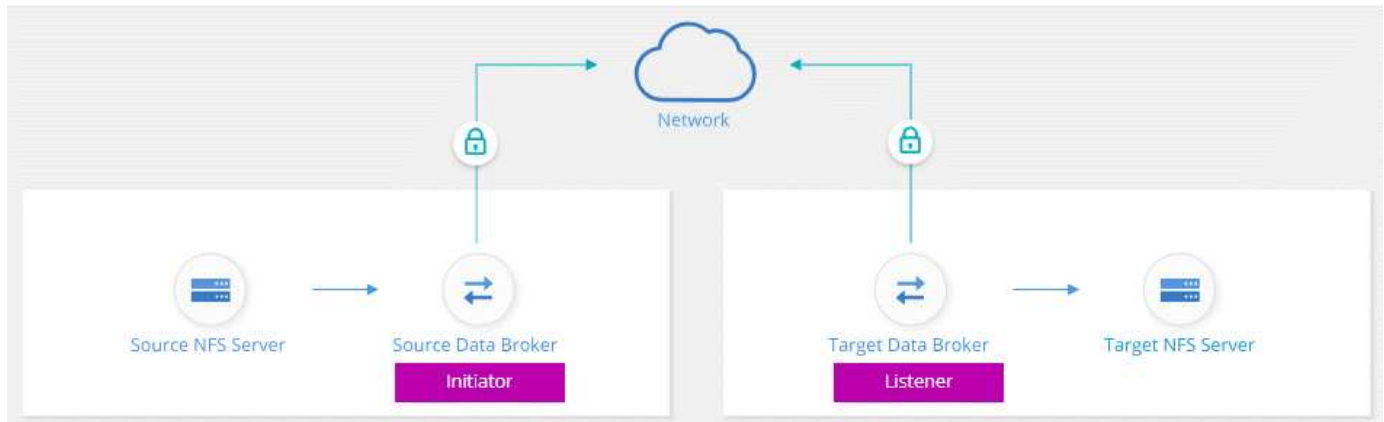 Network
Source NFS Server
Source Data Broker
Target Data Broker
Target NFS Server
Initiator
Listener